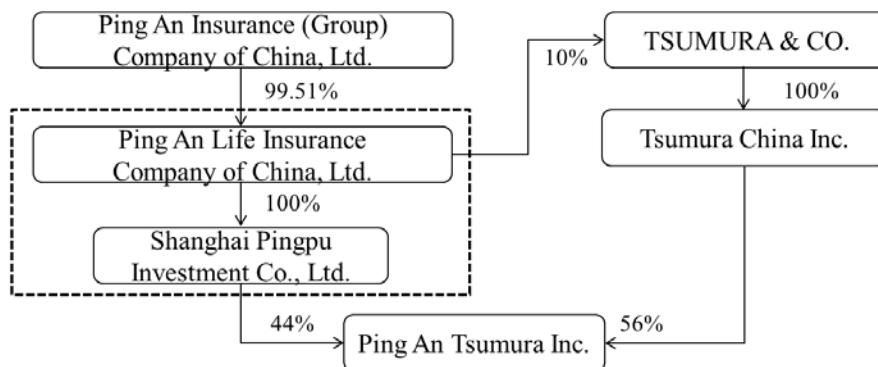 Ping An Insurance (Group)
Company of China, Ltd.
TSUMURA & CO.
10%
99.51%
100%
Ping An Life Insurance
Company of China, Ltd.
Tsumura China Inc.
100%
Shanghai Pingpu
Investment Co., Ltd.
44%
56%
Ping An Tsumura Inc.